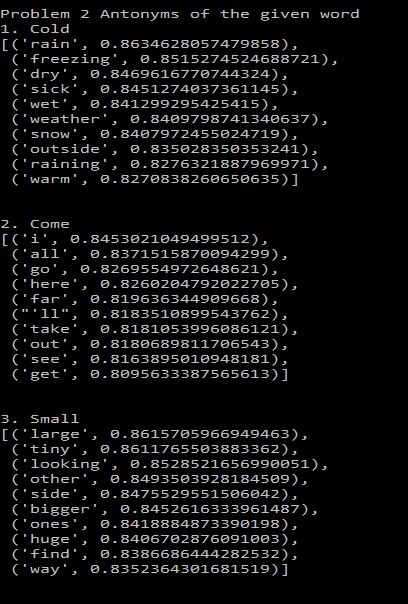 Problem 2 Antonyms of the given word
1. Cold
[('rain', 0.8634628057479858),
('freezing', 0.8515274524688721),
('dry', 0.8469616770744324),
('sick', 0.8451274037361145),
('wet', 0.841299295425415),
('weather', 0.8409798741340637),
('snow', 0.8407972455024719),
('outside', 0.835028350353241),
('raining', 0.8276321887969971),
('warm', 0.8270838260650635)]
2. Come
[('i', 0.8453021049499512),
('all', 0.8371515870094299),
('go', 0.8269554972648621),
('here', 0.8260204792022705),
('far', 0.819636344909668),
("'ll", 0.8183510899543762),
('take', 0.8181053996086121),
('out', 0.8180689811706543),
('see', 0.8163895010948181),
('get', 0.8095633387565613)]
3. Small
[('large', 0.8615705966949463),
('tiny', 0.8611765503883362),
('looking', 0.8528521656990051),
('other', 0.8493503928184509),
('side', 0.8475529551506042),
('bigger', 0.8452616333961487),
('ones', 0.8418884873390198),
('huge', 0.8406702876091003),
('find', 0.8386686444282532),
('way', 0.8352364301681519)]